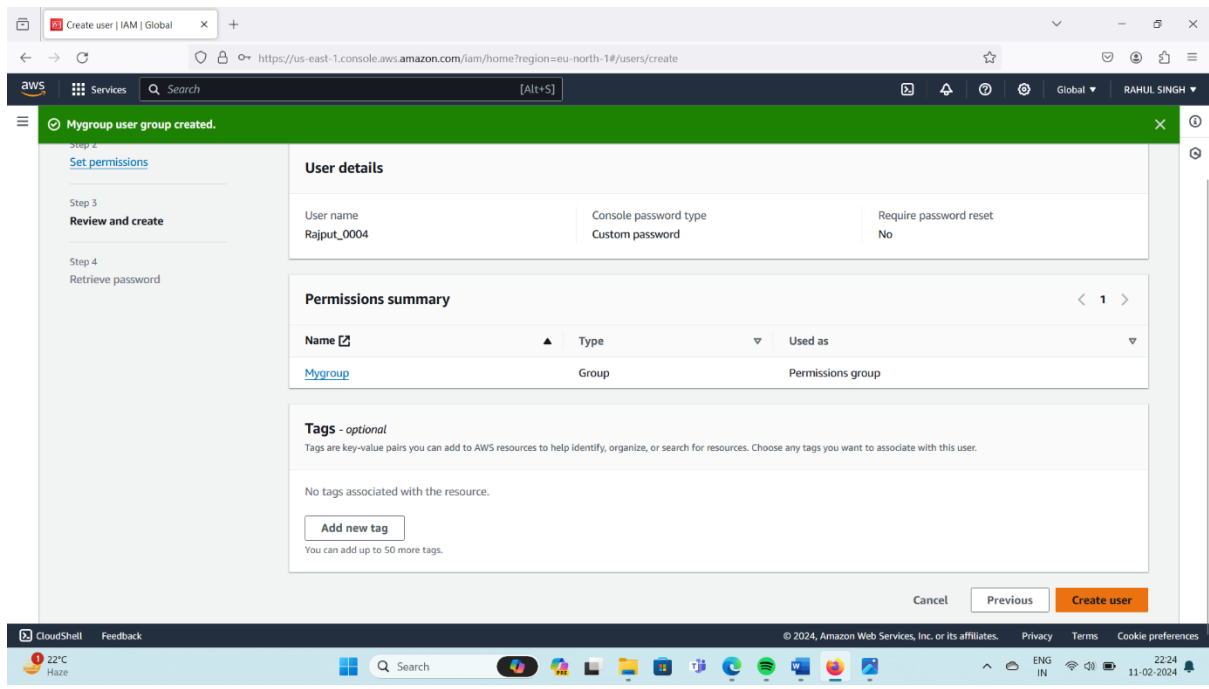 Create user | IAM | Global
https://us-east-1.console.aws.amazon.com/iam/home?region=eu-north-1#/users/create
aws
Services
Search
[Alt+S]
Global
RAHUL SINGH
Mygroup user group created.
Step 2
Set permissions
Step 3
Review and create
Step 4
Retrieve password
User details
User name
Console password type
Require password reset
Rajput_0004
Custom password
No
Permissions summary
1
Name
Type
Used as
Mygroup
Group
Permissions group
Tags - optional
Tags are key-value pairs you can add to AWS resources to help identify, organize, or search for resources. Choose any tags you want to associate with this user.
No tags associated with the resource.
Add new tag
You can add up to 50 more tags.
Cancel
Previous
Create user
CloudShell
Feedback
© 2024, Amazon Web Services, Inc. or its affiliates.
Privacy
Terms
Cookie preferences
1
22°C
Haze
Search
PRE
ENG
IN
22:24
11-02-2024